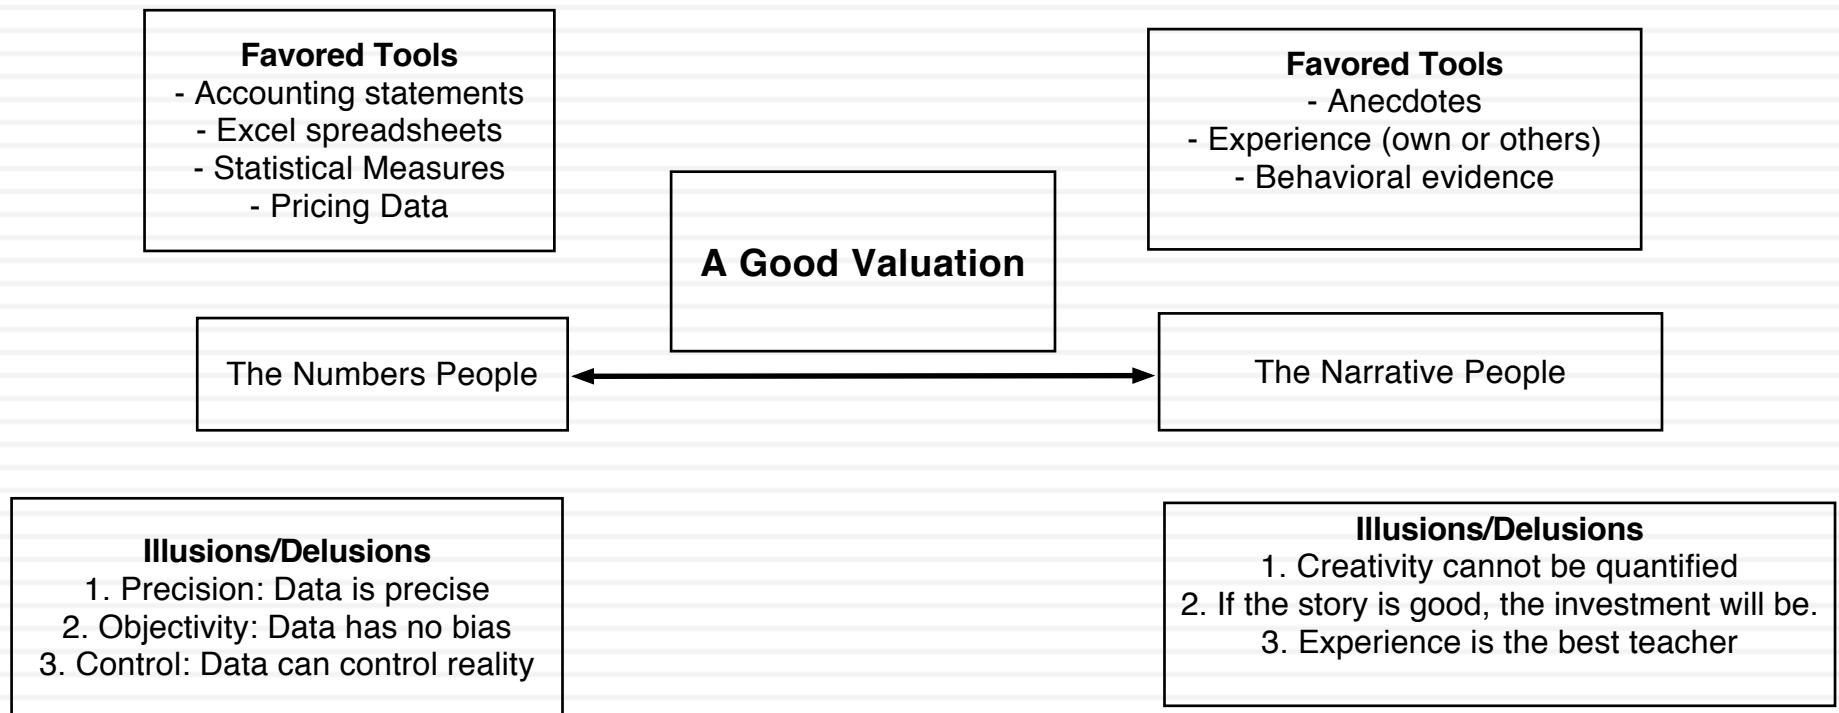 Favored Tools
- Accounting statements
- Excel spreadsheets
- Statistical Measures
- Pricing Data
Favored Tools
- Anecdotes
- Experience (own or others)
- Behavioral evidence
A Good Valuation
The Numbers People
The Narrative People
Illusions/Delusions
1. Precision: Data is precise
2. Objectivity: Data has no bias
3. Control: Data can control reality
Illusions/Delusions
1. Creativity cannot be quantified
2. If the story is good, the investment will be.
3. Experience is the best teacher